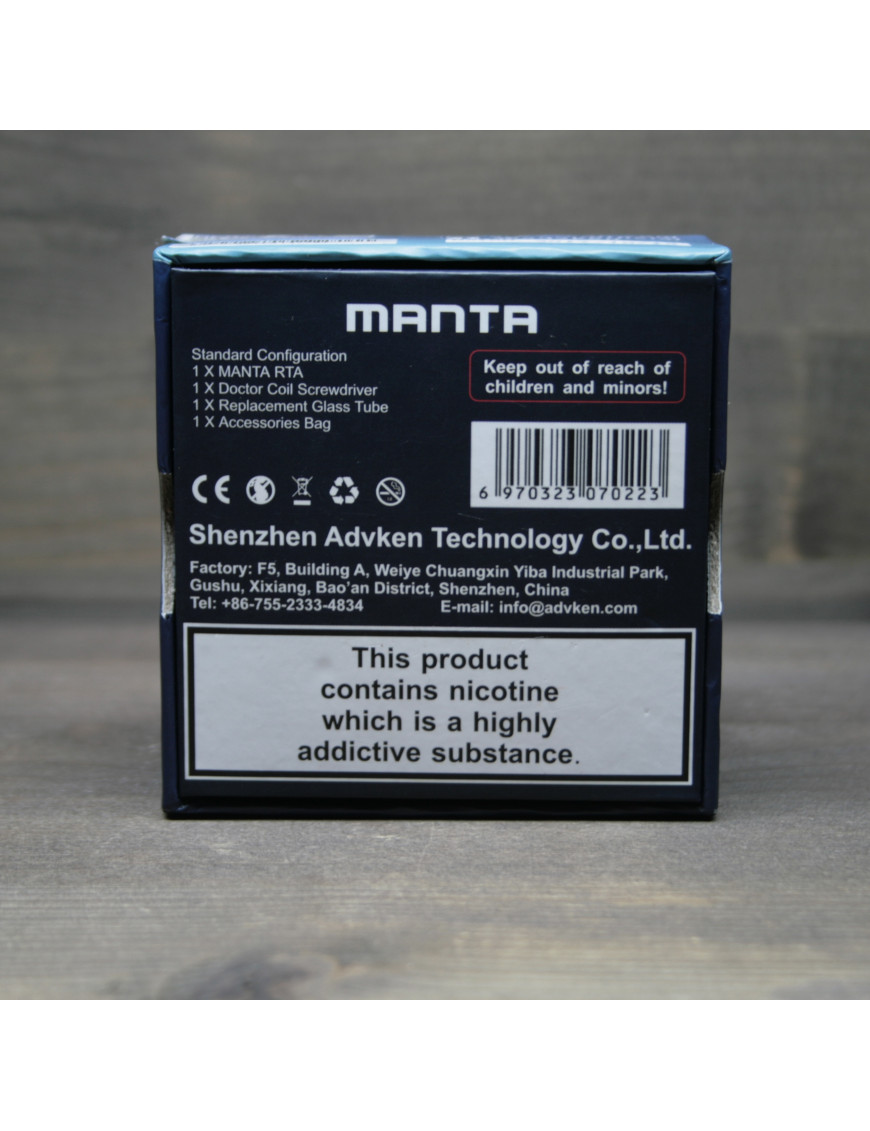 MANTA
Standard Configuration
1 X MANTA RTA
1 X Doctor Coil Screwdriver
1 X Replacement Glass Tube
1 X Accessories Bag
Keep out of reach of
children and minors!
6 970323 070223
CE
Shenzhen Advken Technology Co.,Ltd.
Factory: F5, Building A, Weiye Chuangxin Yiba Industrial Park,
Gushu, Xixiang, Bao'an District, Shenzhen, China
Tel: +86-755-2333-4834 E-mail: info@advken.com
This product
contains nicotine
which is a highly
addictive substance.